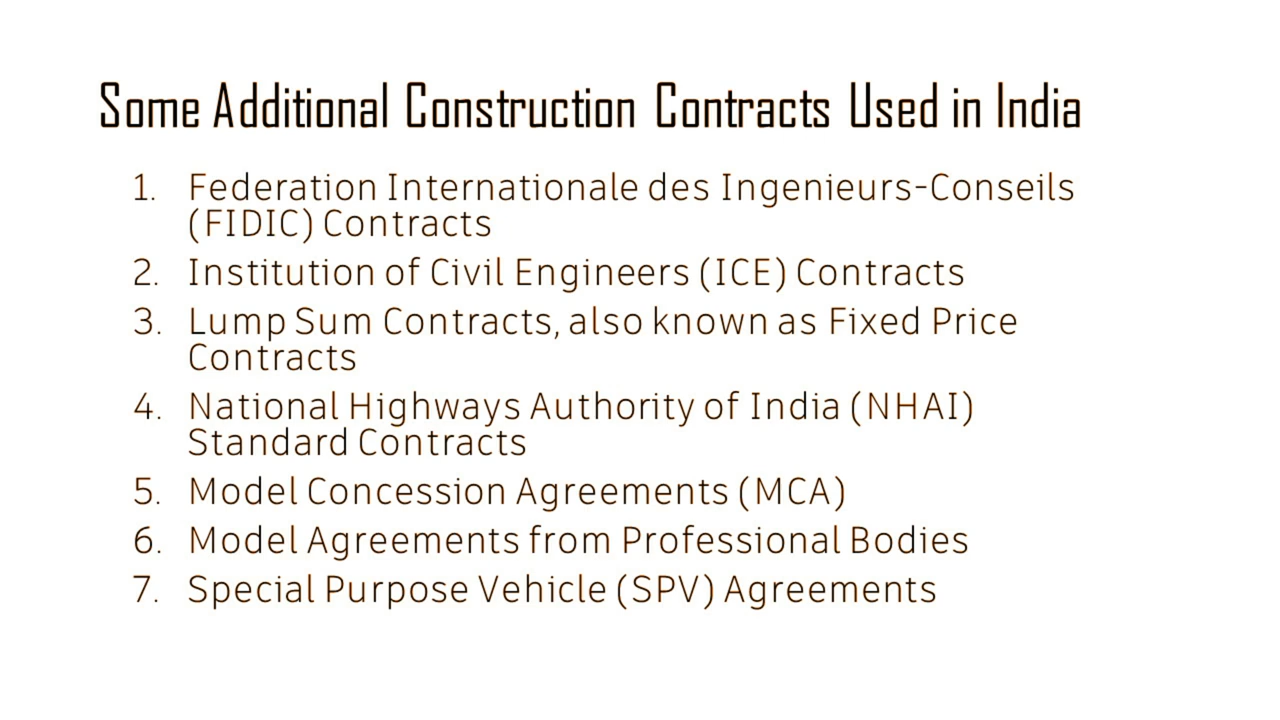 Some Additional Construction Contracts Used in India
1. Federation Internationale des Ingenieurs-Conseils
(FIDIC) Contracts
2. Institution of Civil Engineers (ICE) Contracts
3. Lump Sum Contracts, also known as Fixed Price
Contracts
4. National Highways Authority of India (NHAI)
Standard Contracts
5. Model Concession Agreements (MCA)
6. Model Agreements from Professional Bodies
7. Special Purpose Vehicle (SPV) Agreements